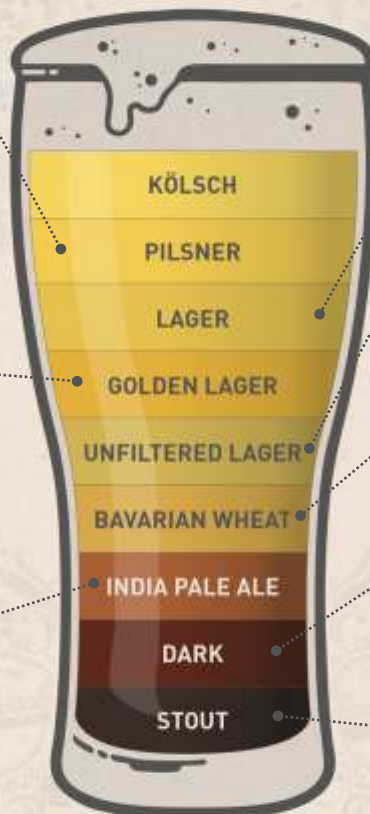 KÖLSCH
PILSNER
LAGER
GOLDEN LAGER
UNFILTERED LAGER
BAVARIAN WHEAT
INDIA PALE ALE
DARK
STOUT